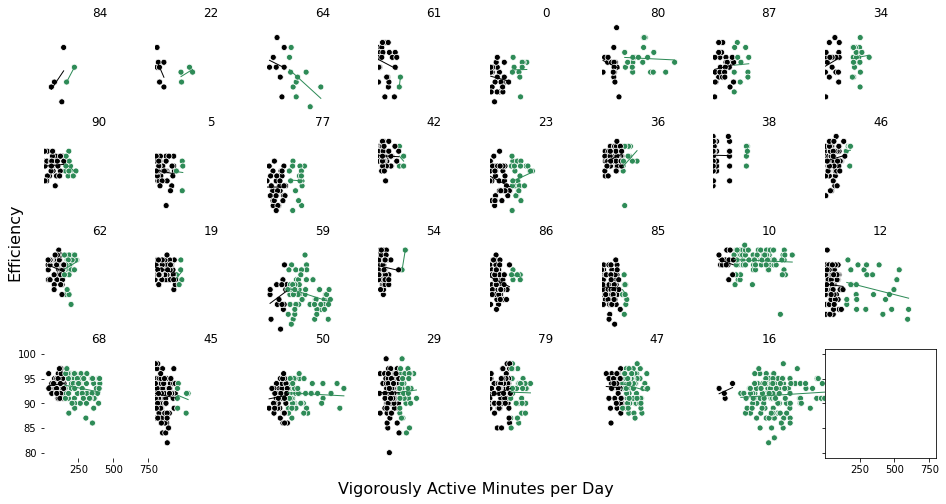 84 22 64 61 0 80 87 34
90 5 77 42 23 36 38 46
62 19 59 54 86 85 10 12
68 45 50 29 79 47 16
Efficiency
100
95
90
85
80
250 500 750 250 500 750
Vigorously Active Minutes per Day